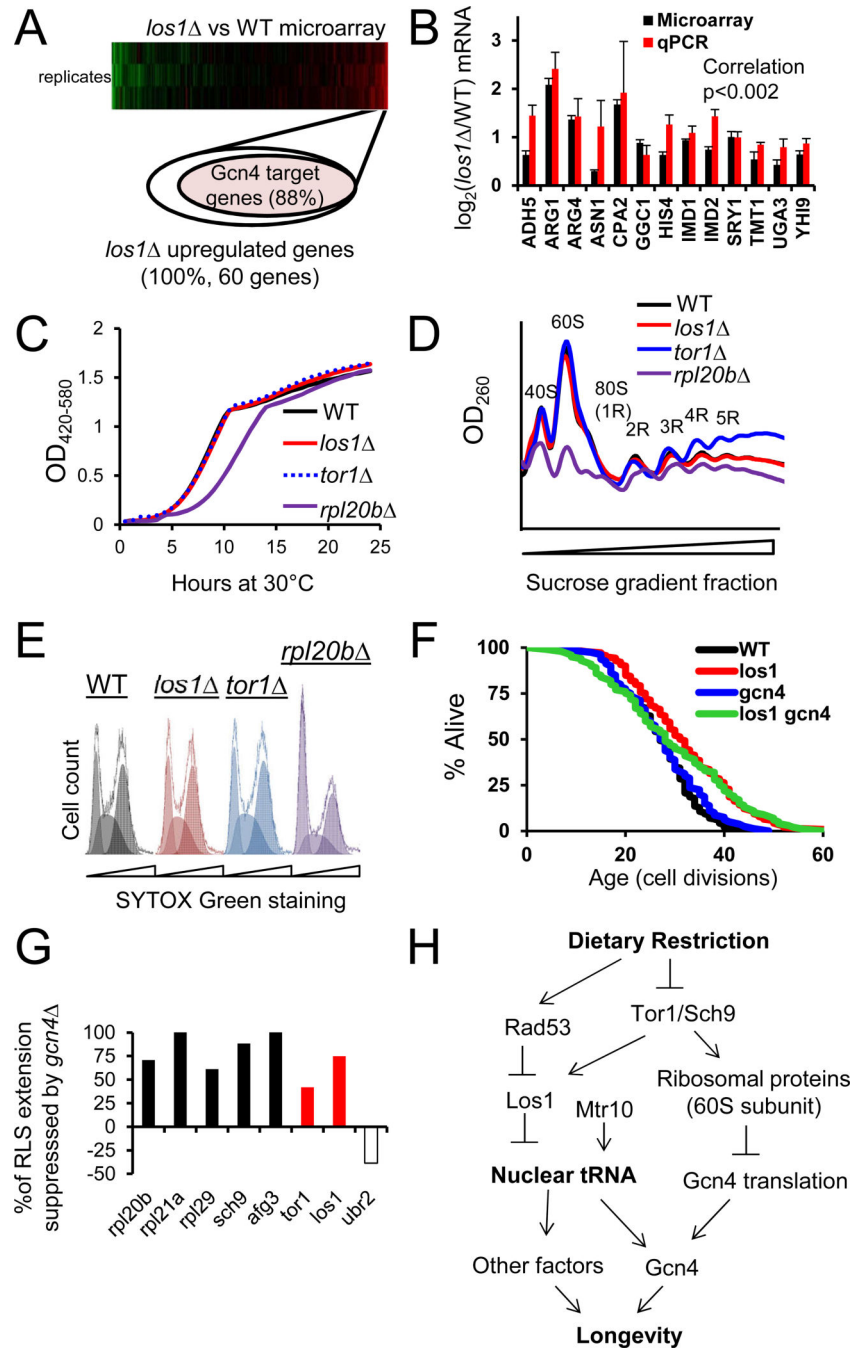 A
los1Δ vs WT microarray
replicates
Gcn4 target
genes (88%)
los1Δ upregulated genes
(100%, 60 genes)
B
log2(los1Δ/WT) mRNA
3
2
1
0
Microarray
qPCR
Correlation
p<0.002
ADH5
ARG1
ARG4
ASN1
CPA2
GGC1
HIS4
IMD1
IMD2
SRY1
TMT1
UGA3
YHI9
C
OD420-580
2
1.5
1
0.5
0
WT
los1Δ
tor1Δ
rpl20bΔ
0 5 10 15 20 25
Hours at 30°C
D
OD260
WT
los1Δ
tor1Δ
rpl20bΔ
60S
40S
80S
(1R)
2R
3R
4R
5R
Sucrose gradient fraction
E
Cell count
WT
los1Δ
tor1Δ
rpl20bΔ
SYTOX Green staining
F
% Alive
100
75
50
25
0
WT
los1
gcn4
los1 gcn4
0 20 40 60
Age (cell divisions)
G
%of RLS extension
suppresssed by gcn4Δ
100
75
50
25
0
-25
-50
rpl20b
rpl21a
rpl29
sch9
afg3
tor1
los1
ubr2
H
Dietary Restriction
Rad53
Tor1/Sch9
Los1
Mtr10
Ribosomal proteins
(60S subunit)
Nuclear tRNA
Gcn4 translation
Other factors
Gcn4
Longevity